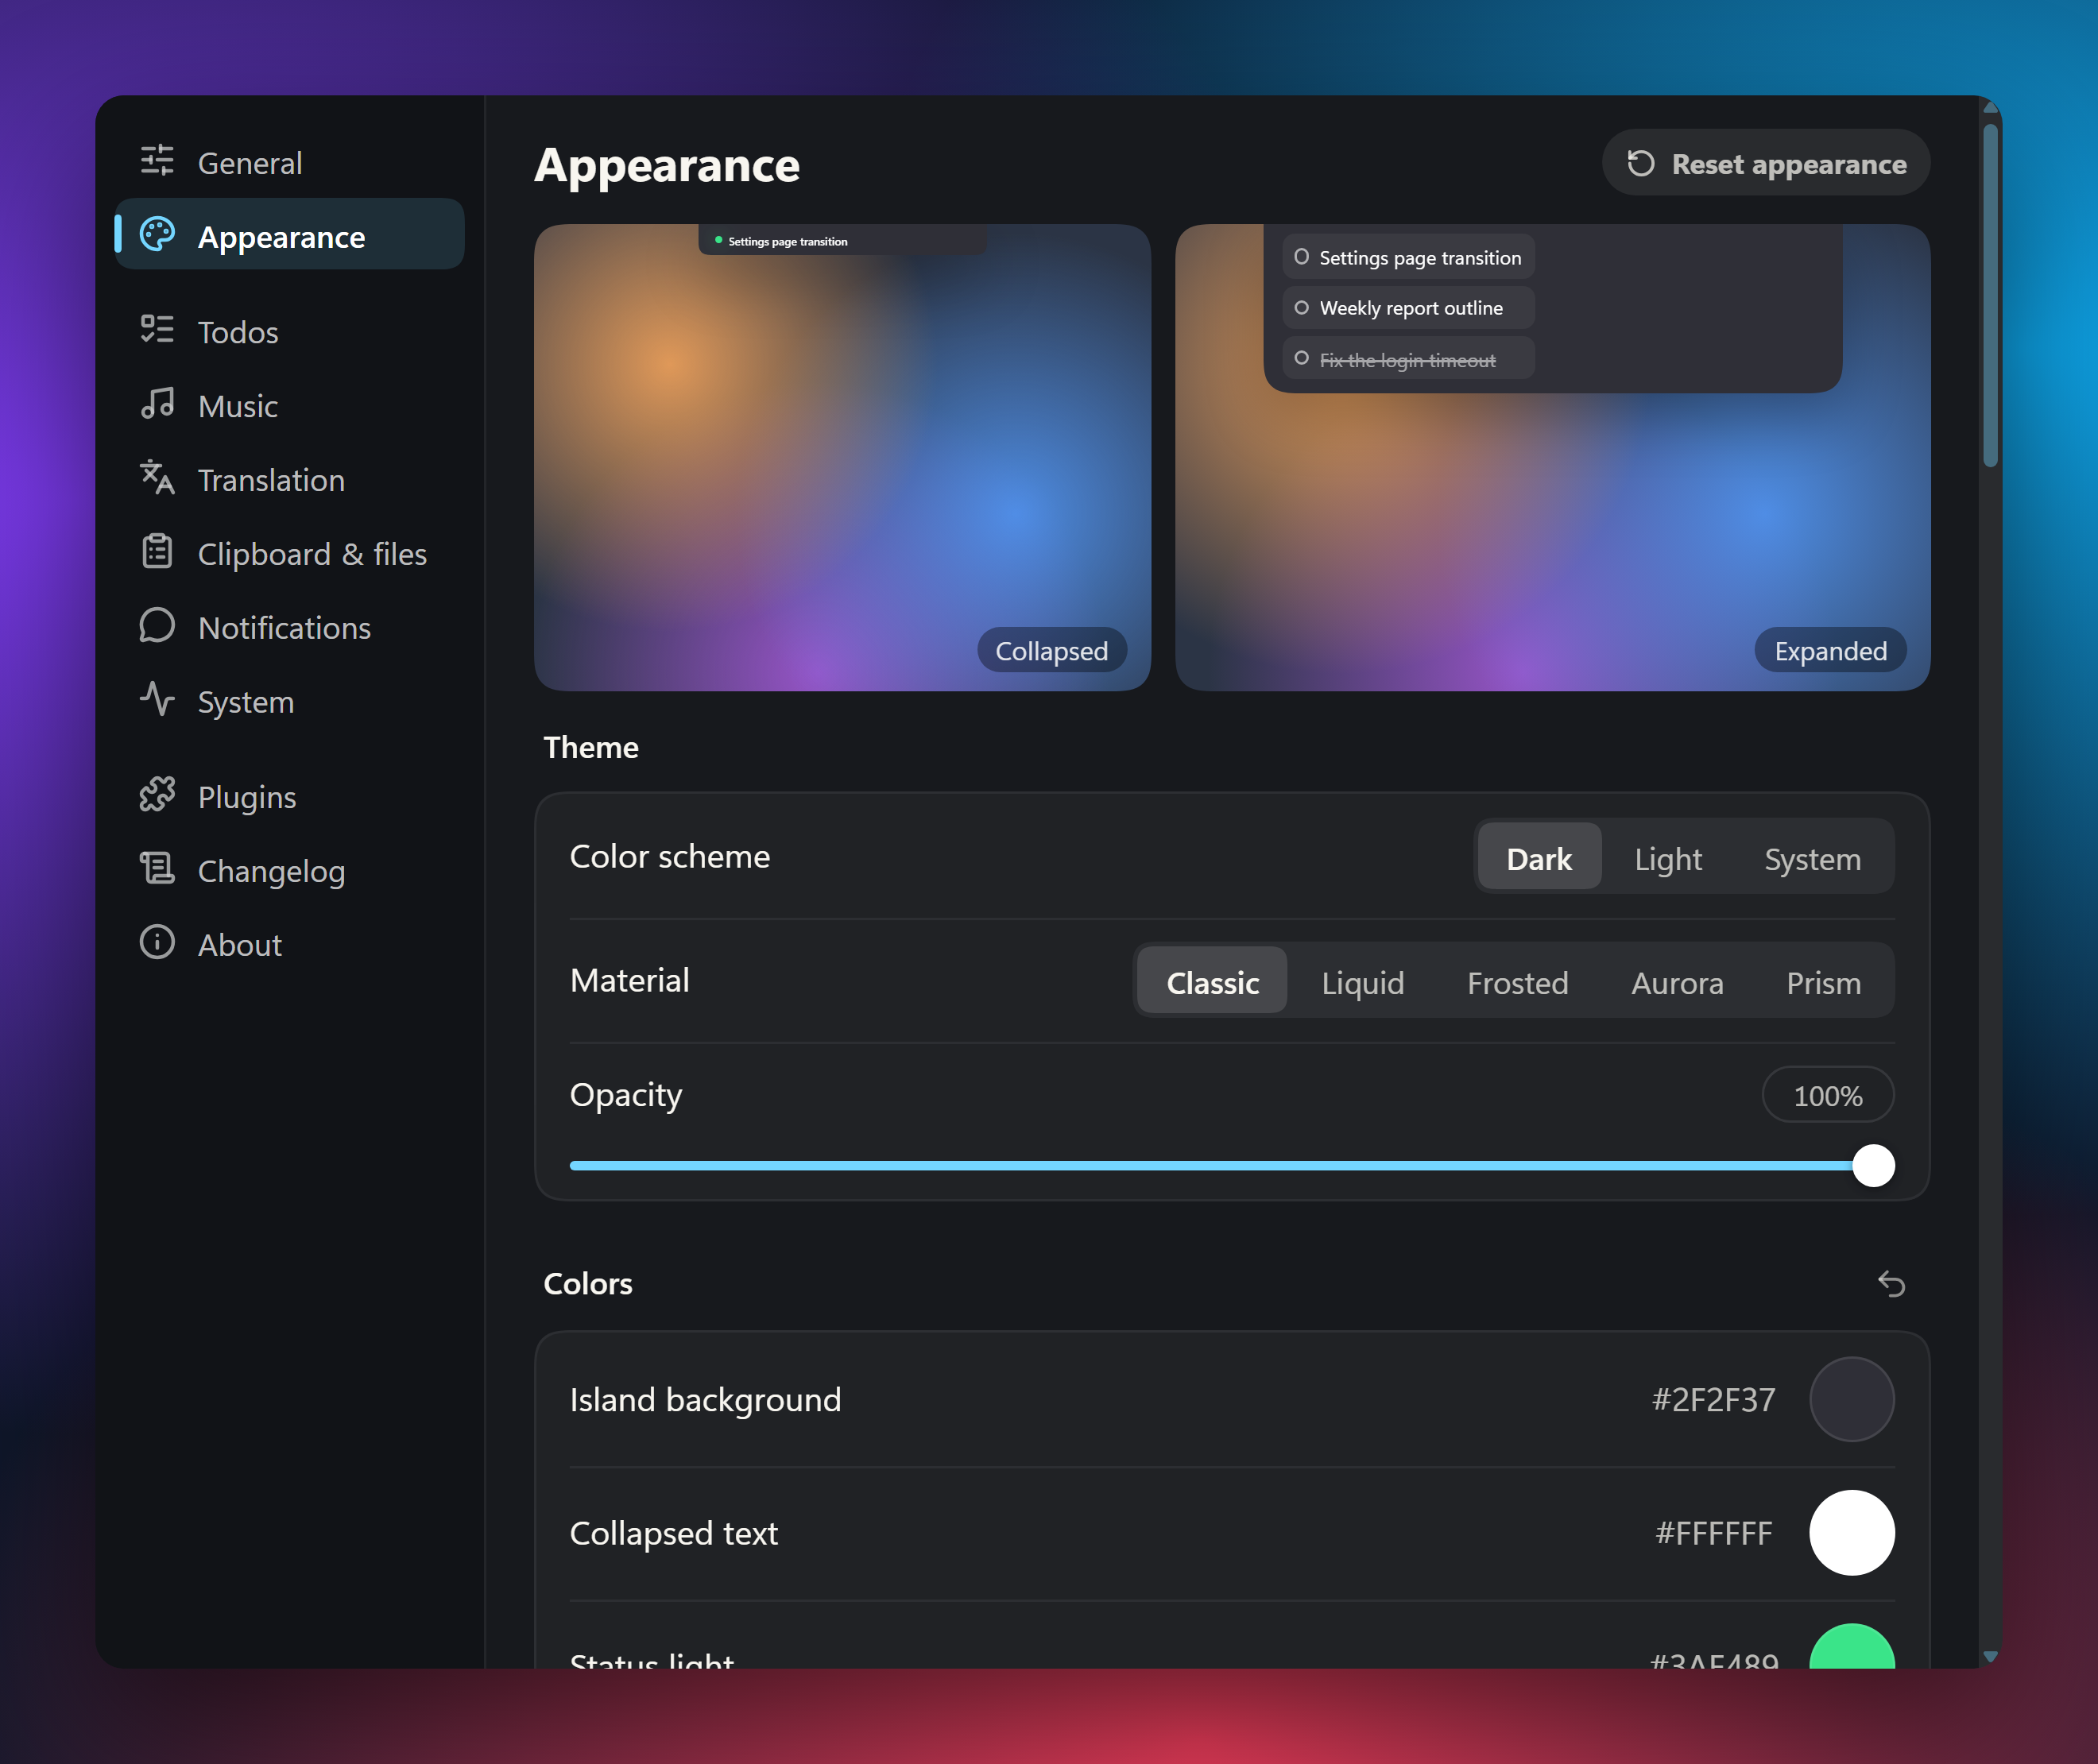 General
Appearance
Todos
Music
Translation
Clipboard & files
Notifications
System
Plugins
Changelog
About
Appearance
Reset appearance
Settings page transition
Collapsed
Settings page transition
Weekly report outline
Fix the login timeout
Expanded
Theme
Color scheme
Dark Light System
Material
Classic Liquid Frosted Aurora Prism
Opacity
100%
Colors
Island background
#2F2F37
Collapsed text
#FFFFFF
Status light
#3AE489